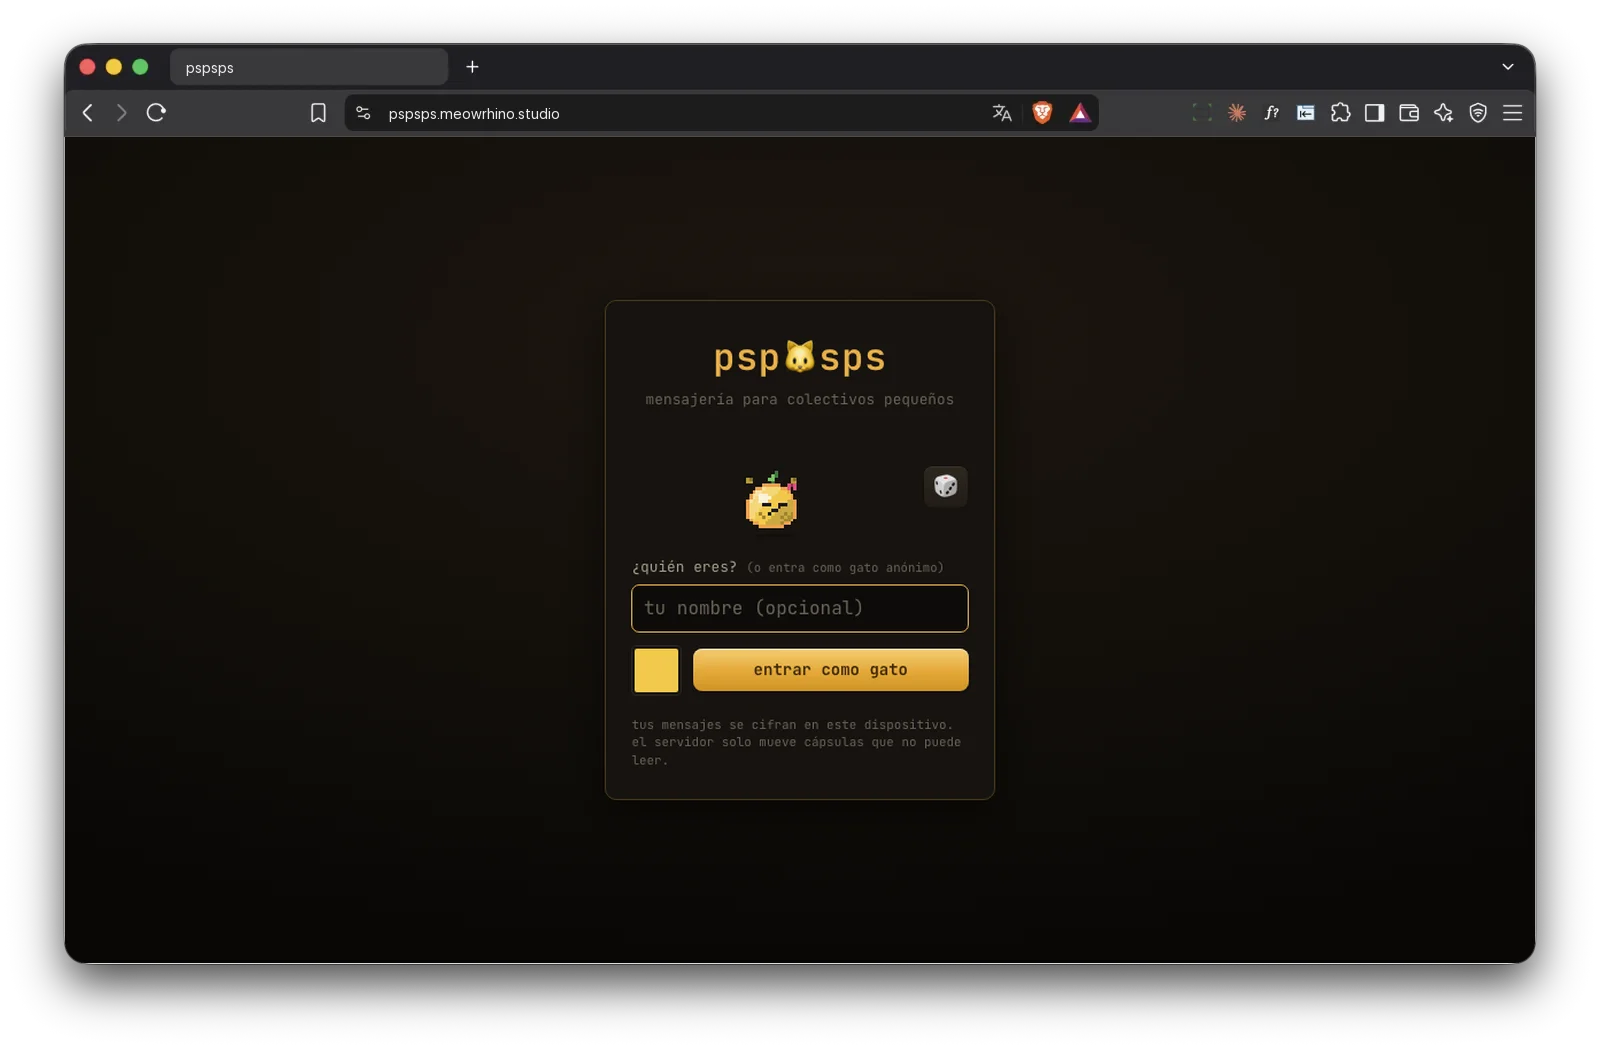 pspsps
pspsps.meowrhino.studio
f?
psp🐱sps
mensajería para colectivos pequeños
¿quién eres? (o entra como gato anónimo)
tu nombre (opcional)
entrar como gato
tus mensajes se cifran en este dispositivo.
el servidor solo mueve cápsulas que no puede
leer.